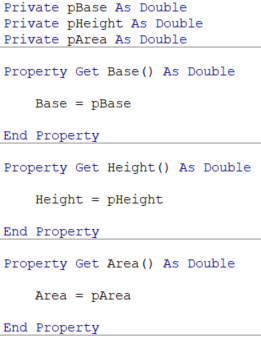 Private pBase As Double
Private pHeight As Double
Private pArea As Double
Property Get Base() As Double
Base = pBase
End Property
Property Get Height() As Double
Height = pHeight
End Property
Property Get Area() As Double
Area = pArea
End Property